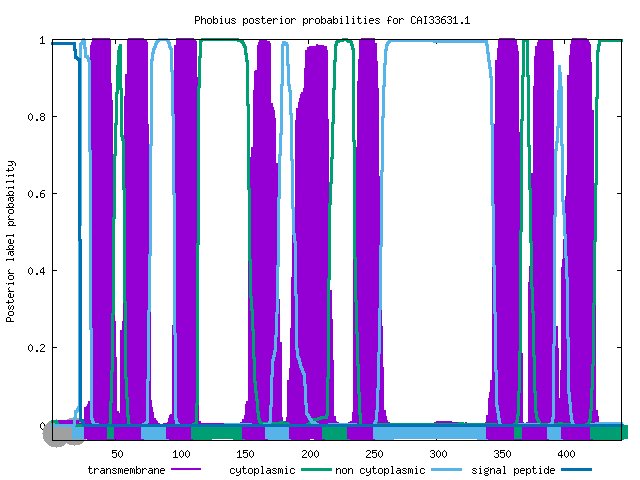 Phobius posterior probabilities for CAI33631.1
1
0.8
0.6
0.4
0.2
0
Posterior label probability
50 100 150 200 250 300 350 400
transmembrane cytoplasmic non cytoplasmic signal peptide